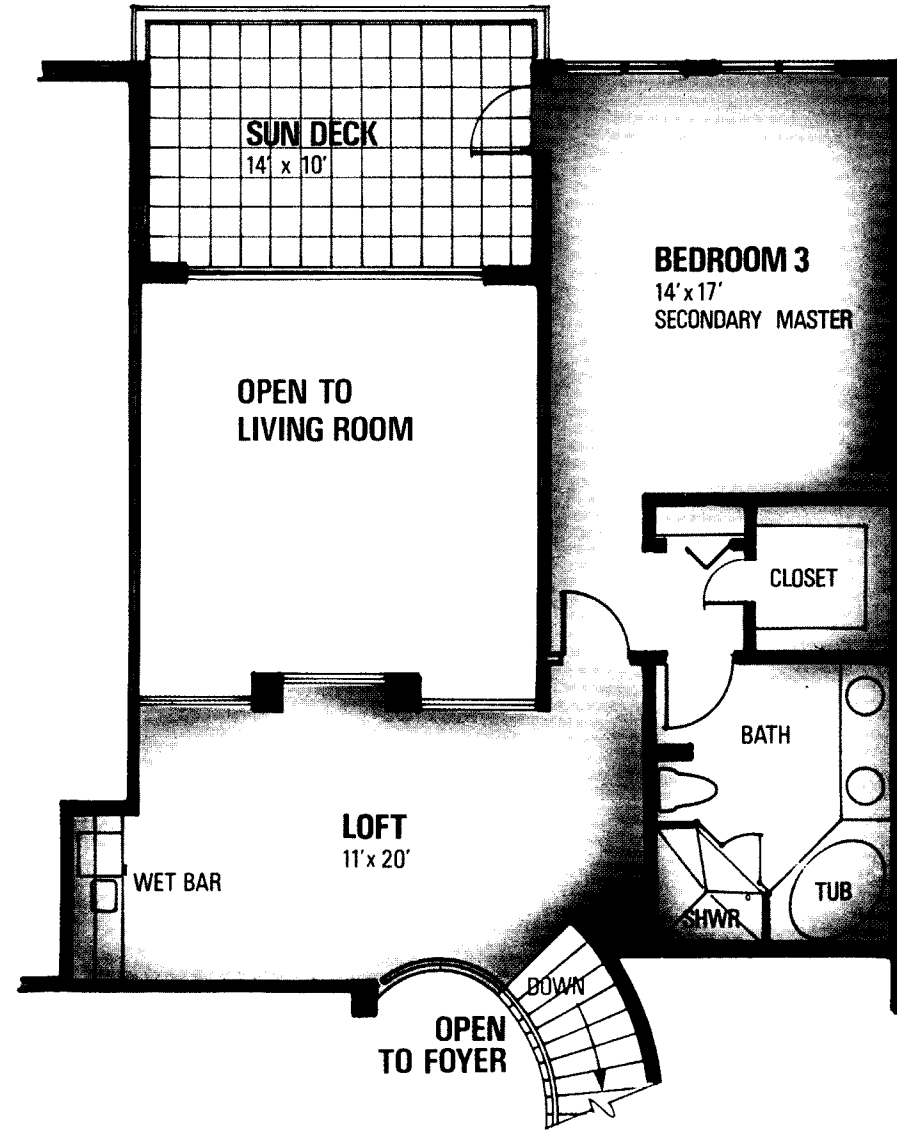 SUN DECK
14' x 10'
BEDROOM 3
14' x 17'
SECONDARY MASTER
OPEN TO
LIVING ROOM
CLOSET
BATH
LOFT
11' x 20'
WET BAR
TUB
SHWR
DOWN
OPEN
TO FOYER